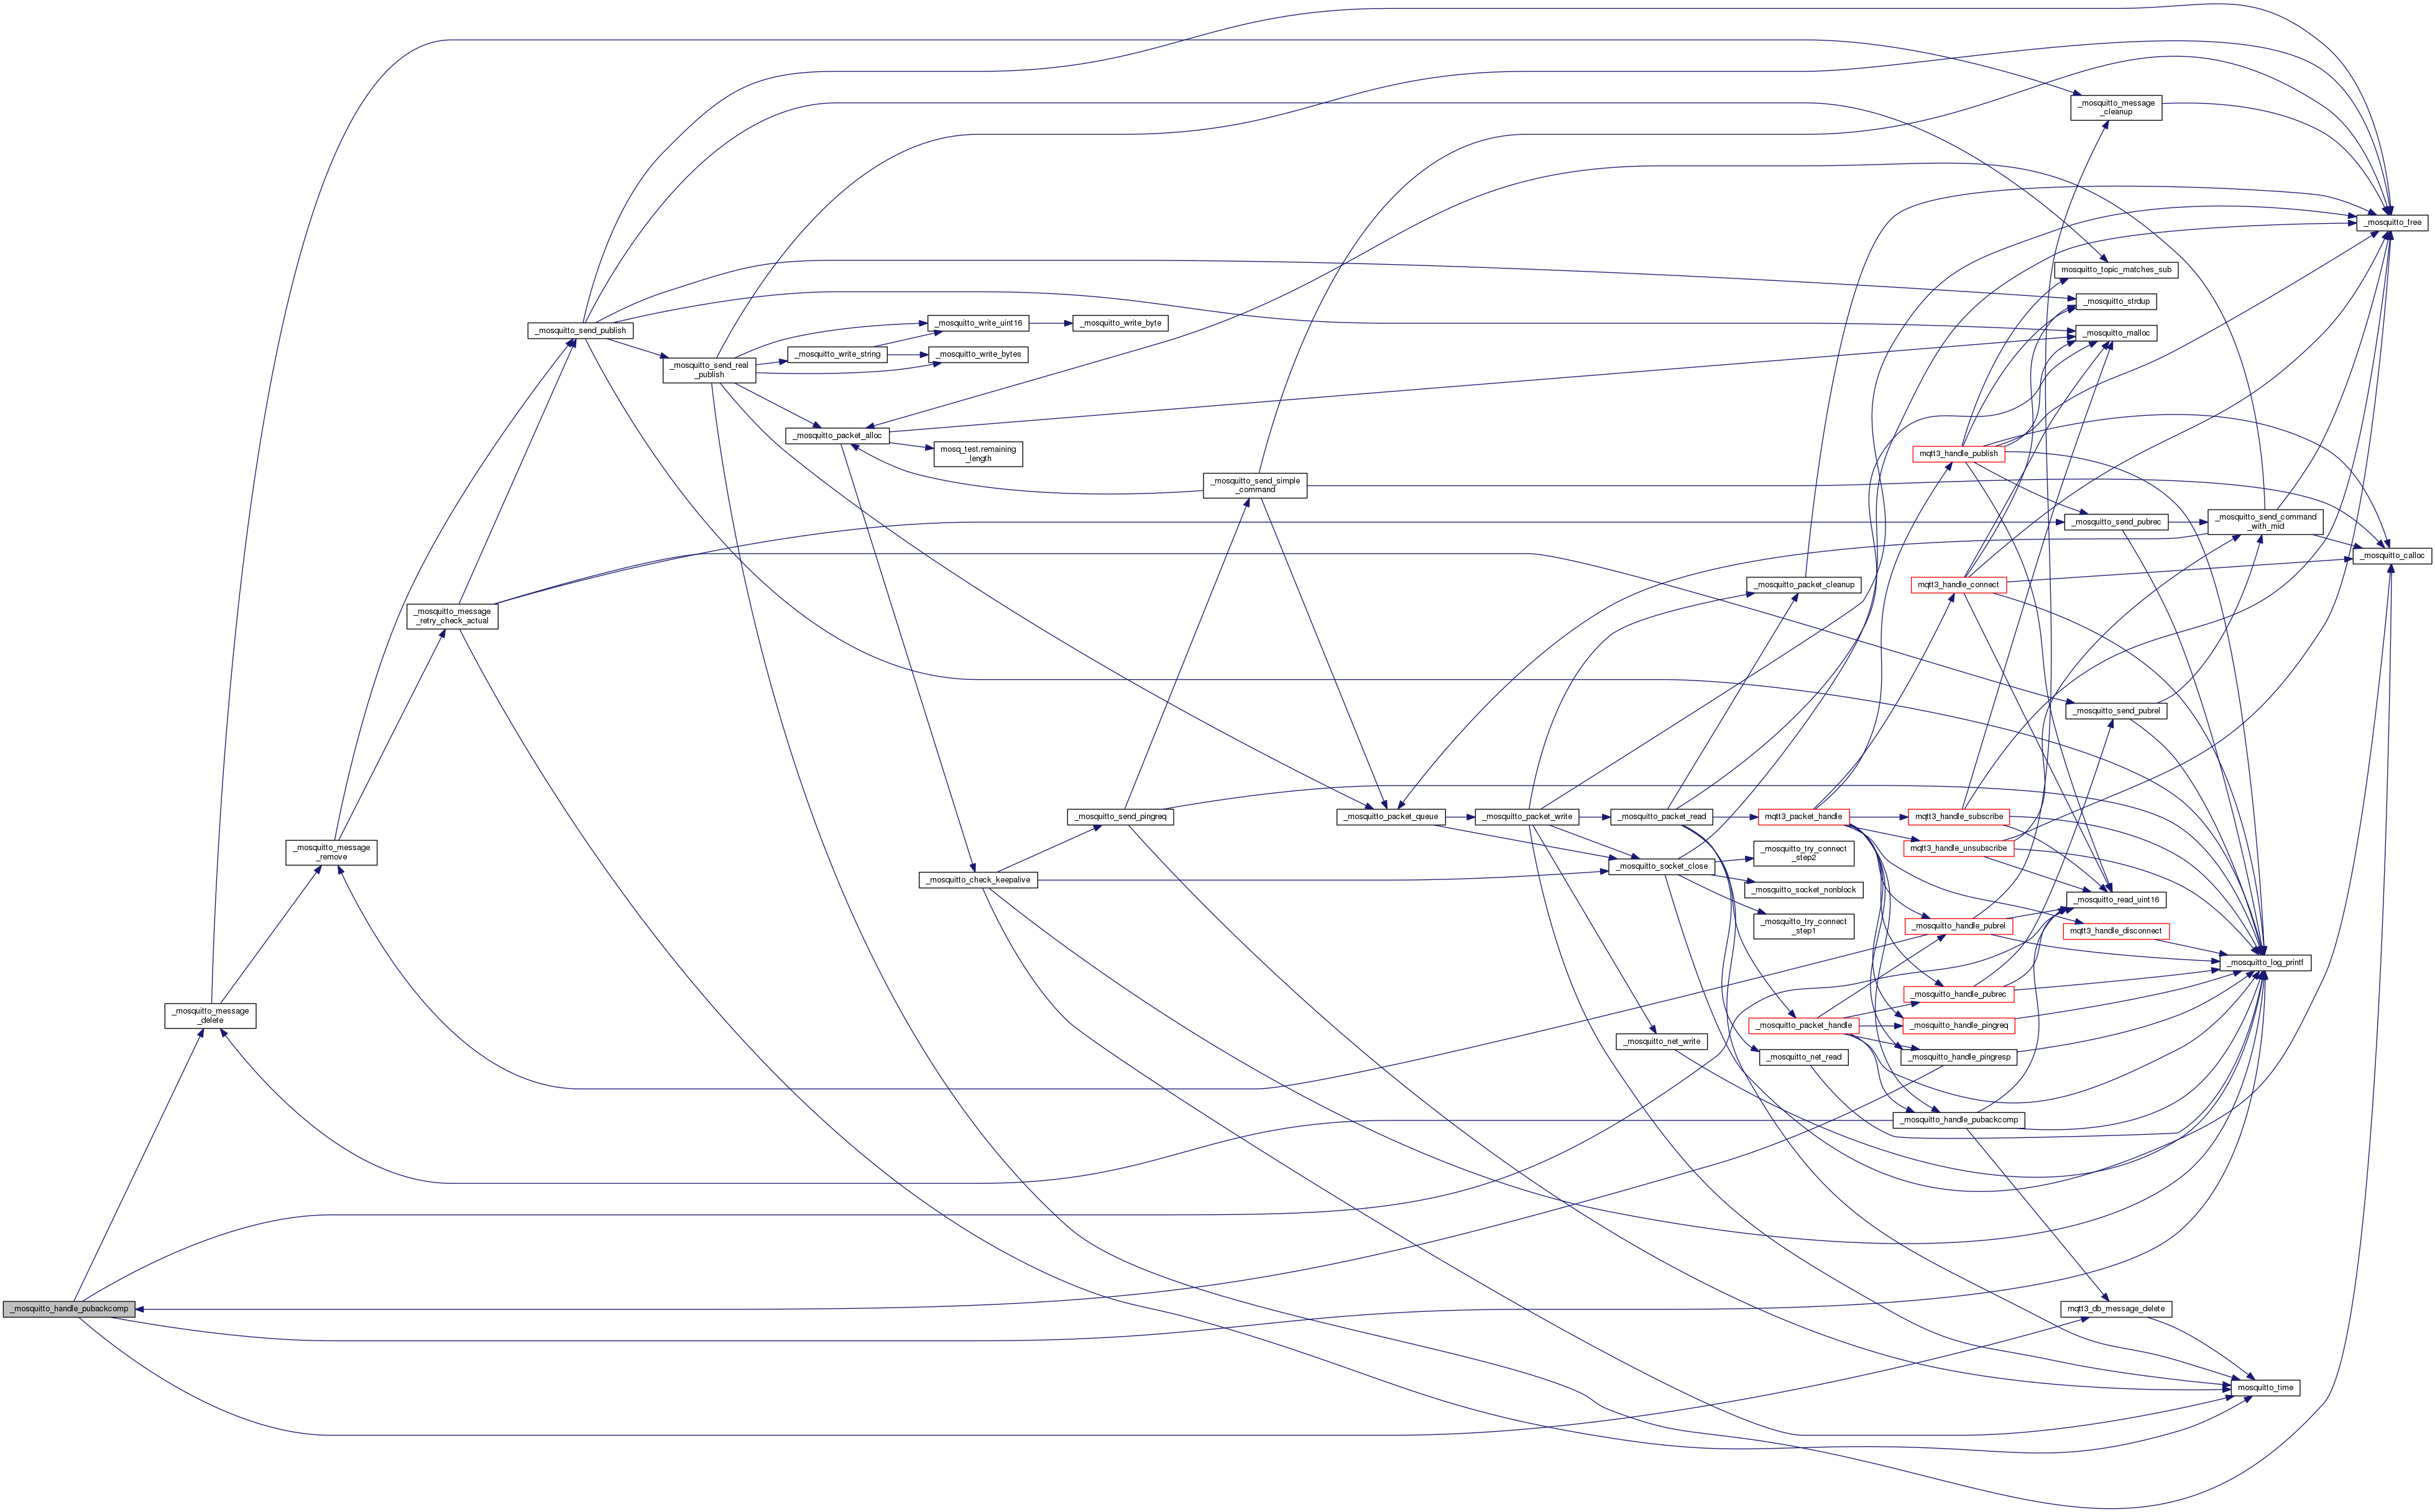 _mosquitto_message
_cleanup
_mosquitto_free
mosquitto_topic_matches_sub
_mosquitto_strdup
_mosquitto_send_publish
_mosquitto_write_uint16
_mosquitto_write_byte
_mosquitto_malloc
_mosquitto_write_string
_mosquitto_write_bytes
_mosquitto_send_real
_publish
_mosquitto_packet_alloc
mosq_test.remaining
_length
mqtt3_handle_publish
_mosquitto_send_simple
_command
_mosquitto_send_pubrec
_mosquitto_send_command
_with_mid
_mosquitto_calloc
_mosquitto_packet_cleanup
mqtt3_handle_connect
_mosquitto_message
_retry_check_actual
_mosquitto_send_pubrel
_mosquitto_send_pingreq
_mosquitto_packet_queue
_mosquitto_packet_write
_mosquitto_packet_read
mqtt3_packet_handle
mqtt3_handle_subscribe
_mosquitto_message
_remove
_mosquitto_try_connect
_step2
mqtt3_handle_unsubscribe
_mosquitto_check_keepalive
_mosquitto_socket_close
_mosquitto_socket_nonblock
_mosquitto_read_uint16
_mosquitto_try_connect
_step1
_mosquitto_handle_pubrel
mqtt3_handle_disconnect
_mosquitto_log_printf
_mosquitto_handle_pubrec
_mosquitto_message
_delete
_mosquitto_packet_handle
_mosquitto_handle_pingreq
_mosquitto_net_write
_mosquitto_net_read
_mosquitto_handle_pingresp
_mosquitto_handle_pubackcomp
_mosquitto_handle_pubackcomp
mqtt3_db_message_delete
mosquitto_time